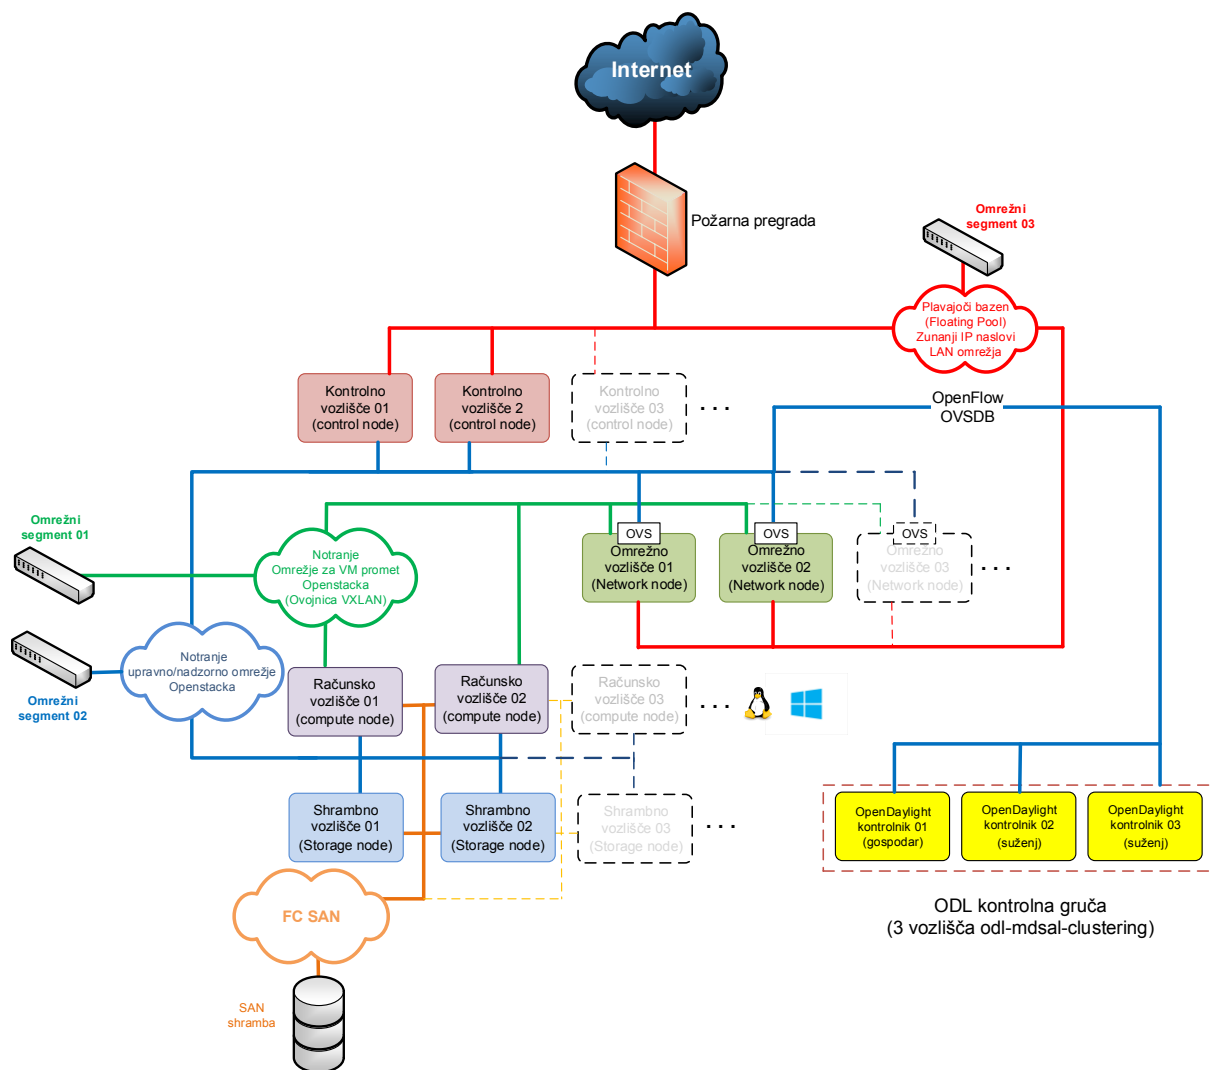 Internet
Požarna pregrada
Omrežni
segment 03
Plavajoči bazen
(Floating Pool)
Zunanji IP naslovi
LAN omrežja
Kontrolno
vozlišče 01
(control node)
Kontrolno
vozlišče 2
(control node)
Kontrolno
vozlišče 03
(control node)
. . .
OpenFlow
OVSDB
Omrežni
segment 01
Notranje
Omrežje za VM promet
Openstacka
(Ovojnica VXLAN)
OVS
Omrežno
vozlišče 01
(Network node)
OVS
Omrežno
vozlišče 02
(Network node)
OVS
Omrežno
vozlišče 03
(Network node)
. . .
Notranje
upravno/nadzorno omrežje
Openstacka
Omrežni
segment 02
Računsko
vozlišče 01
(compute node)
Računsko
vozlišče 02
(compute node)
Računsko
vozlišče 03
(compute node)
. . .
Shrambno
vozlišče 01
(Storage node)
Shrambno
vozlišče 02
(Storage node)
Shrambno
vozlišče 03
(Storage node)
. . .
OpenDaylight
kontrolnik 01
(gospodar)
OpenDaylight
kontrolnik 02
(suženj)
OpenDaylight
kontrolnik 03
(suženj)
ODL kontrolna gruča
(3 vozlišča odl-mdsal-clustering)
FC SAN
SAN
shramba